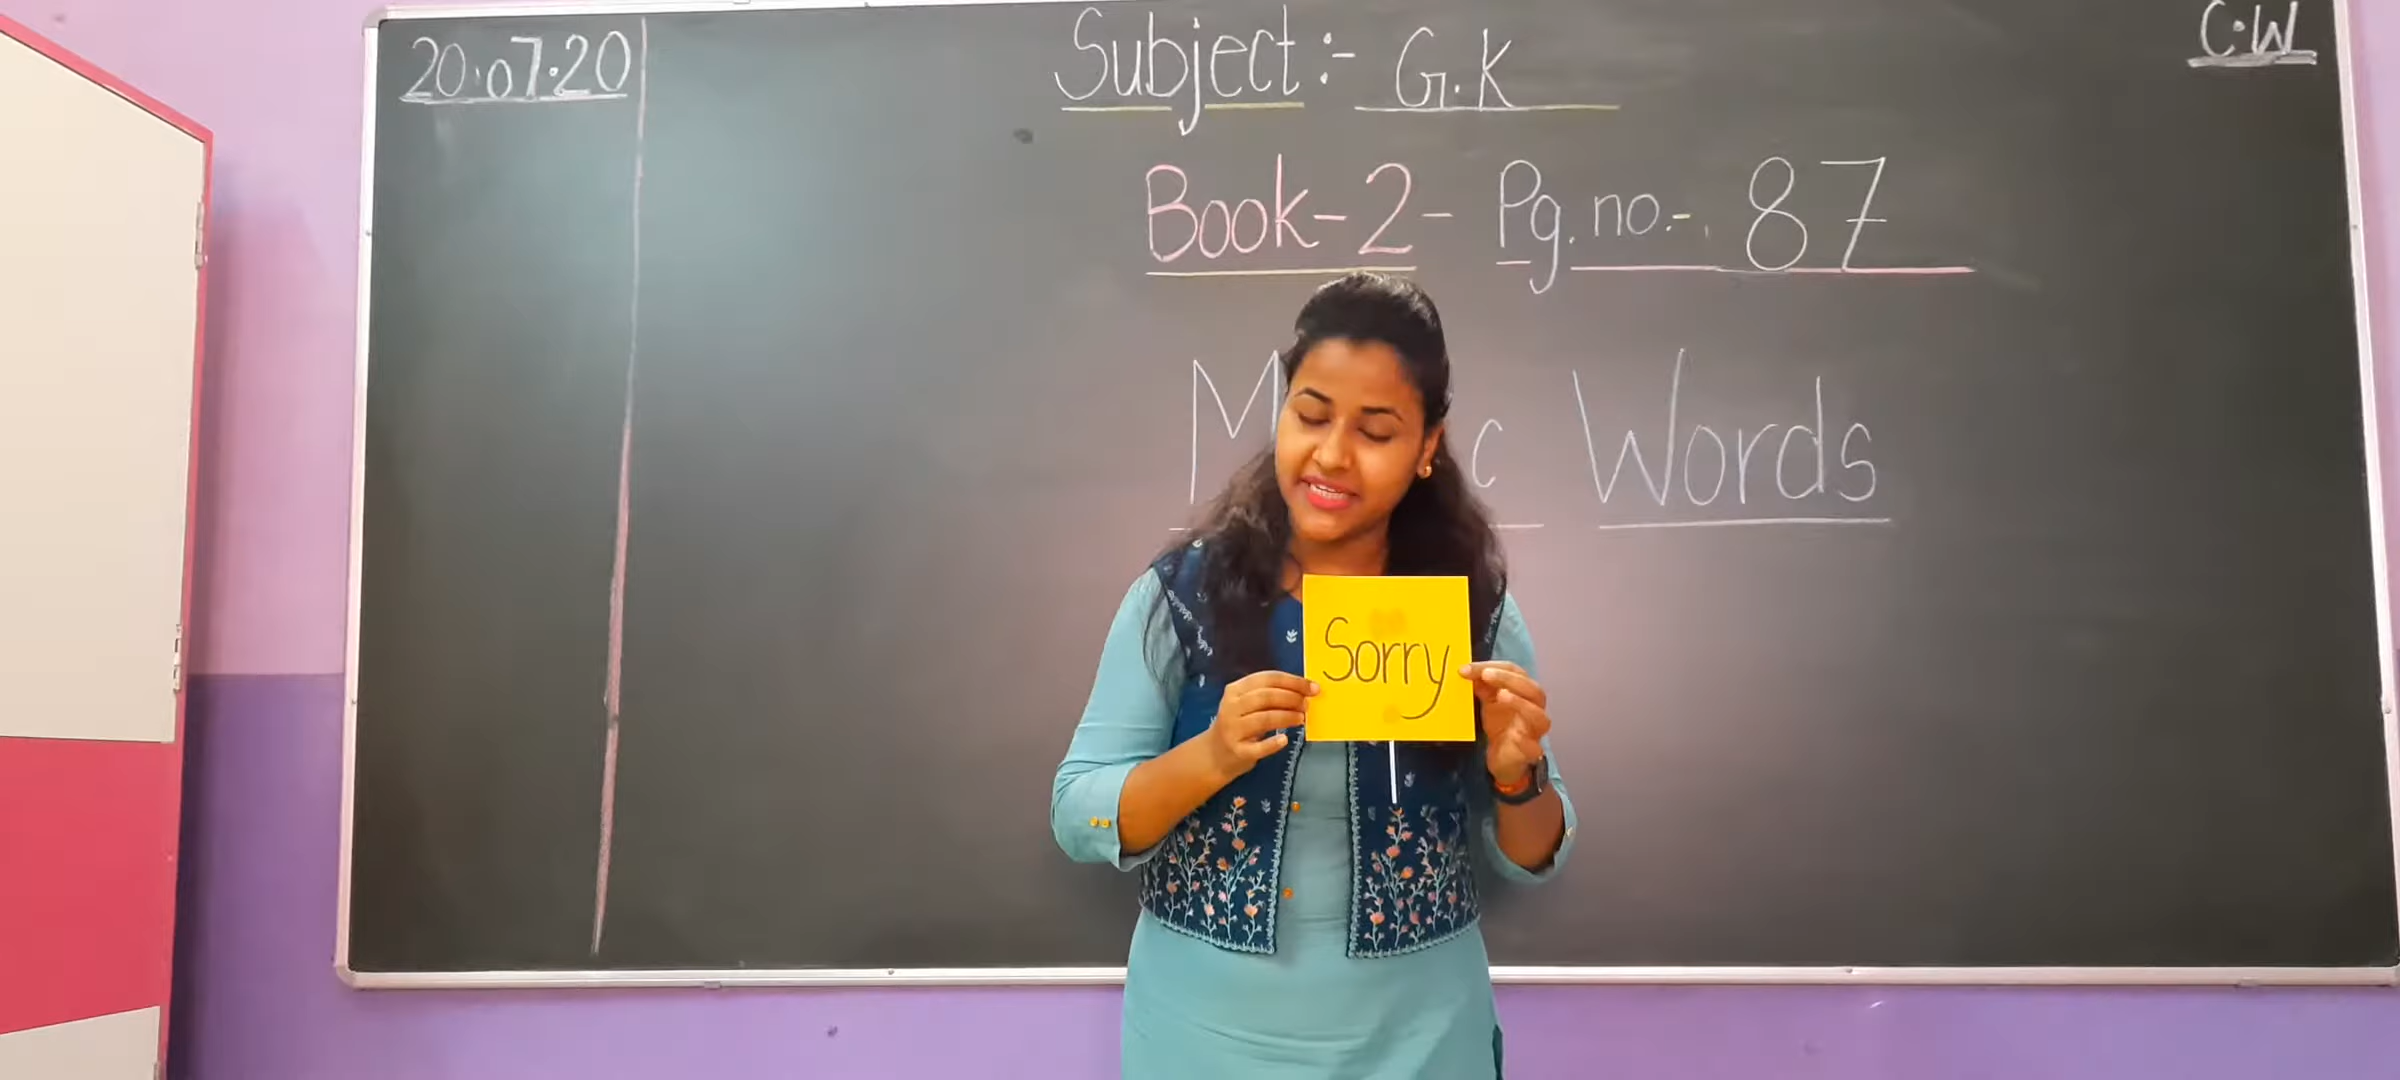 20.07.20
Subject:- G.K
C.W
Book-2- Pg.no.- 87
Words
Sorry